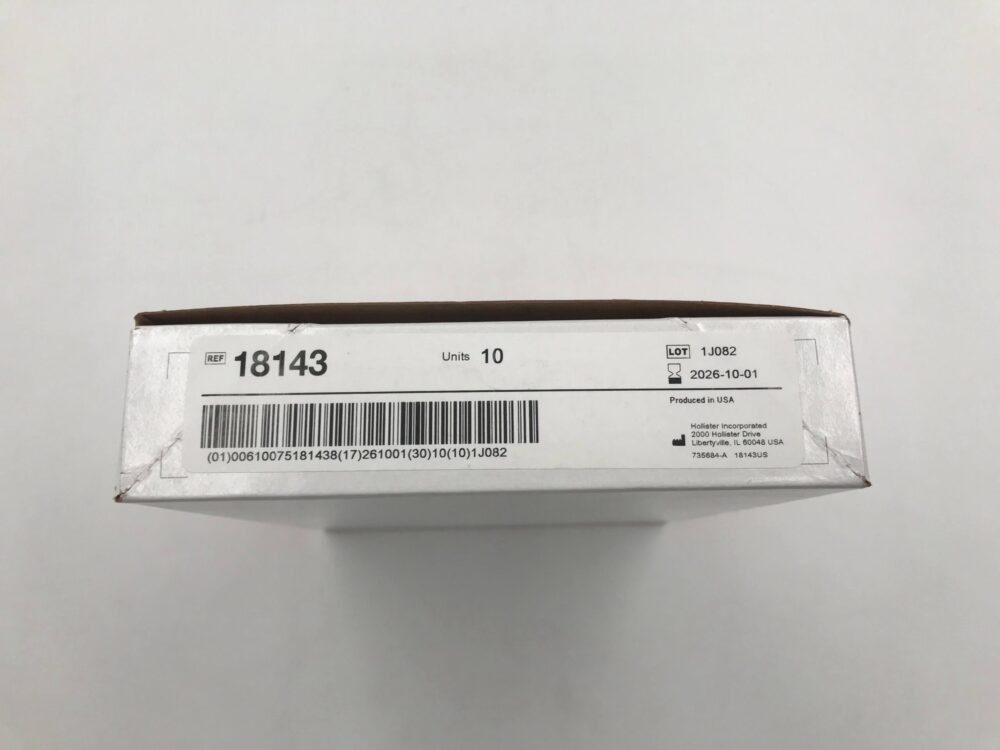 REF 18143
Units 10
LOT 1J082
2026-10-01
Produced in USA
(01)00610075181438(17)261001(30)10(10)1J082
Hollister Incorporated
2000 Hollister Drive
Libertyville, IL 60048 USA
735684-A 18143US